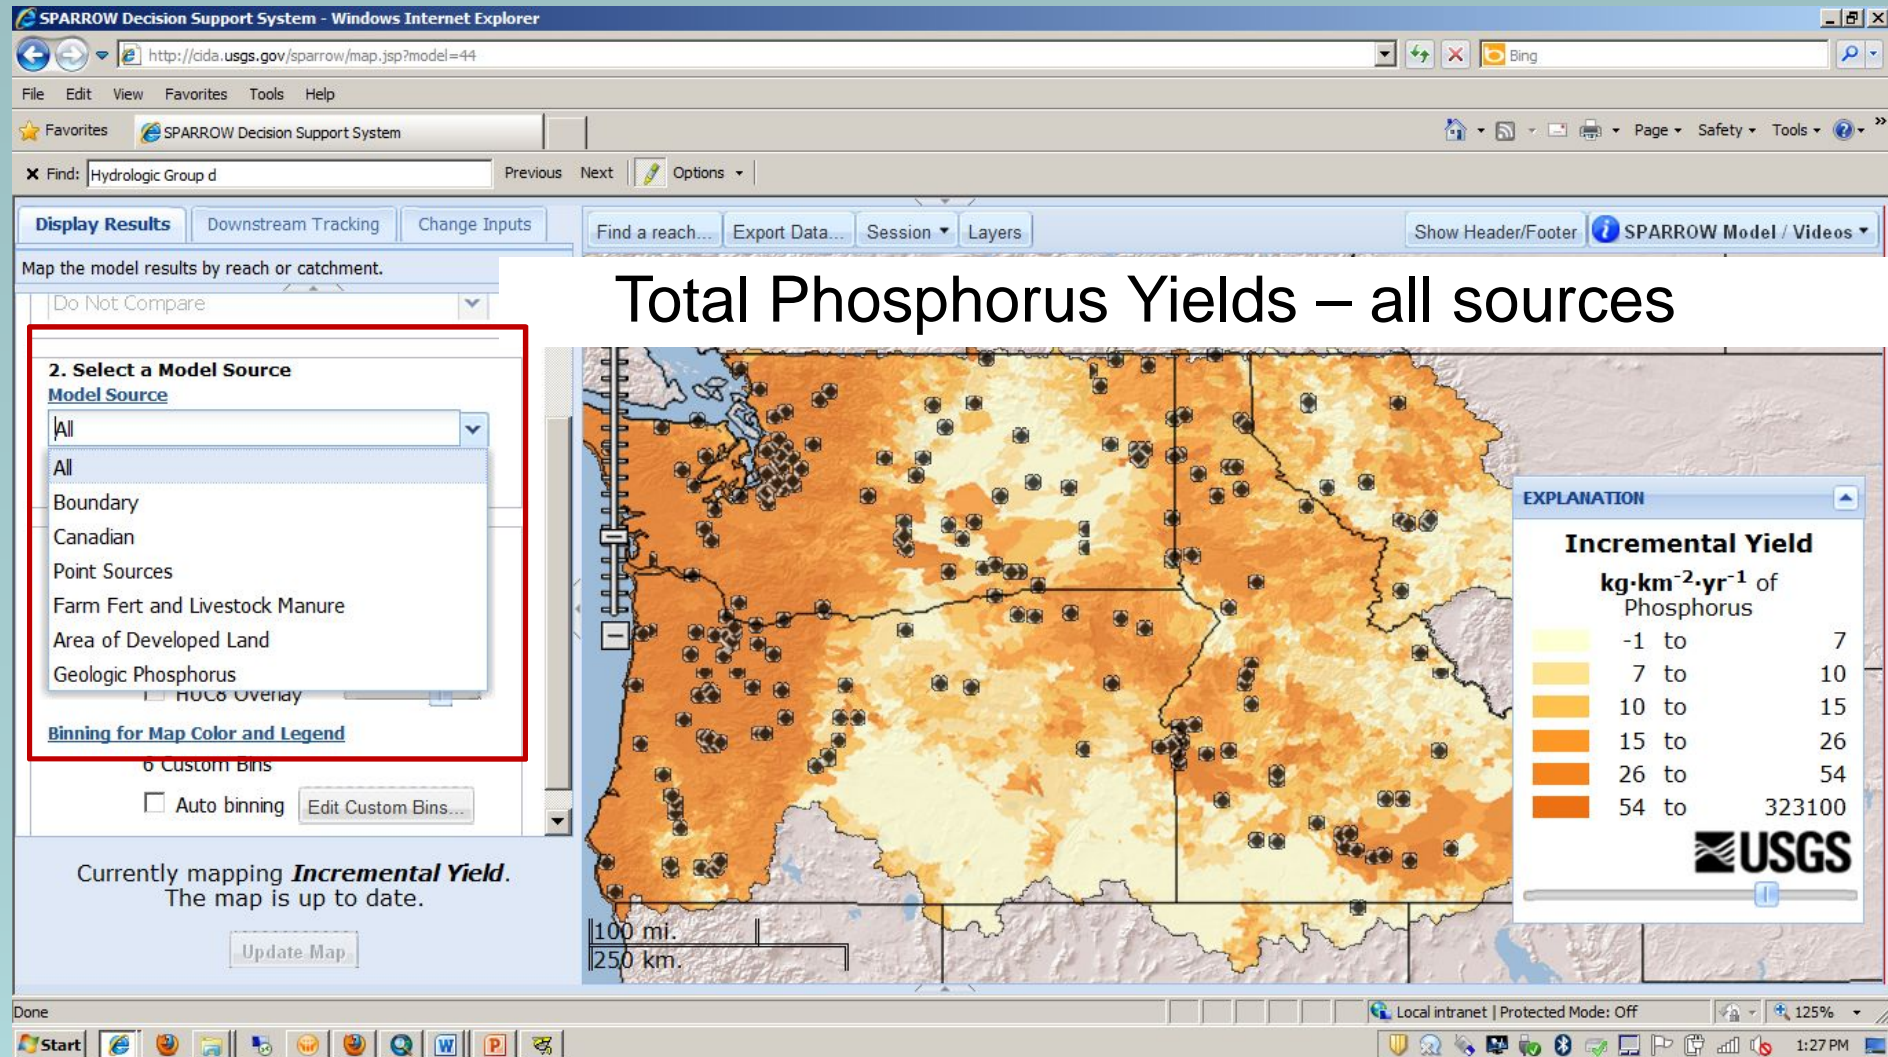 SPARROW Decision Support System - Windows Internet Explorer
http://cida.usgs.gov/sparrow/map.jsp?model=44
Bing
File Edit View Favorites Tools Help
Favorites SPARROW Decision Support System
Page Safety Tools
Find: Hydrologic Group d Previous Next Options
Display Results Downstream Tracking Change Inputs
Find a reach... Export Data... Session Layers Show Header/Footer SPARROW Model / Videos
Map the model results by reach or catchment.
Total Phosphorus Yields – all sources
Do Not Compare
2. Select a Model Source
Model Source
All
All
Boundary
Canadian
Point Sources
Farm Fert and Livestock Manure
Area of Developed Land
Geologic Phosphorus
HUC8 Overlay
Binning for Map Color and Legend
6 Custom Bins
Auto binning Edit Custom Bins...
Currently mapping Incremental Yield.
The map is up to date.
Update Map
100 mi.
250 km.
EXPLANATION
Incremental Yield
kg·km⁻²·yr⁻¹ of
Phosphorus
-1 to 7
7 to 10
10 to 15
15 to 26
26 to 54
54 to 323100
USGS
Done Local intranet | Protected Mode: Off 125%
Start 1:27 PM